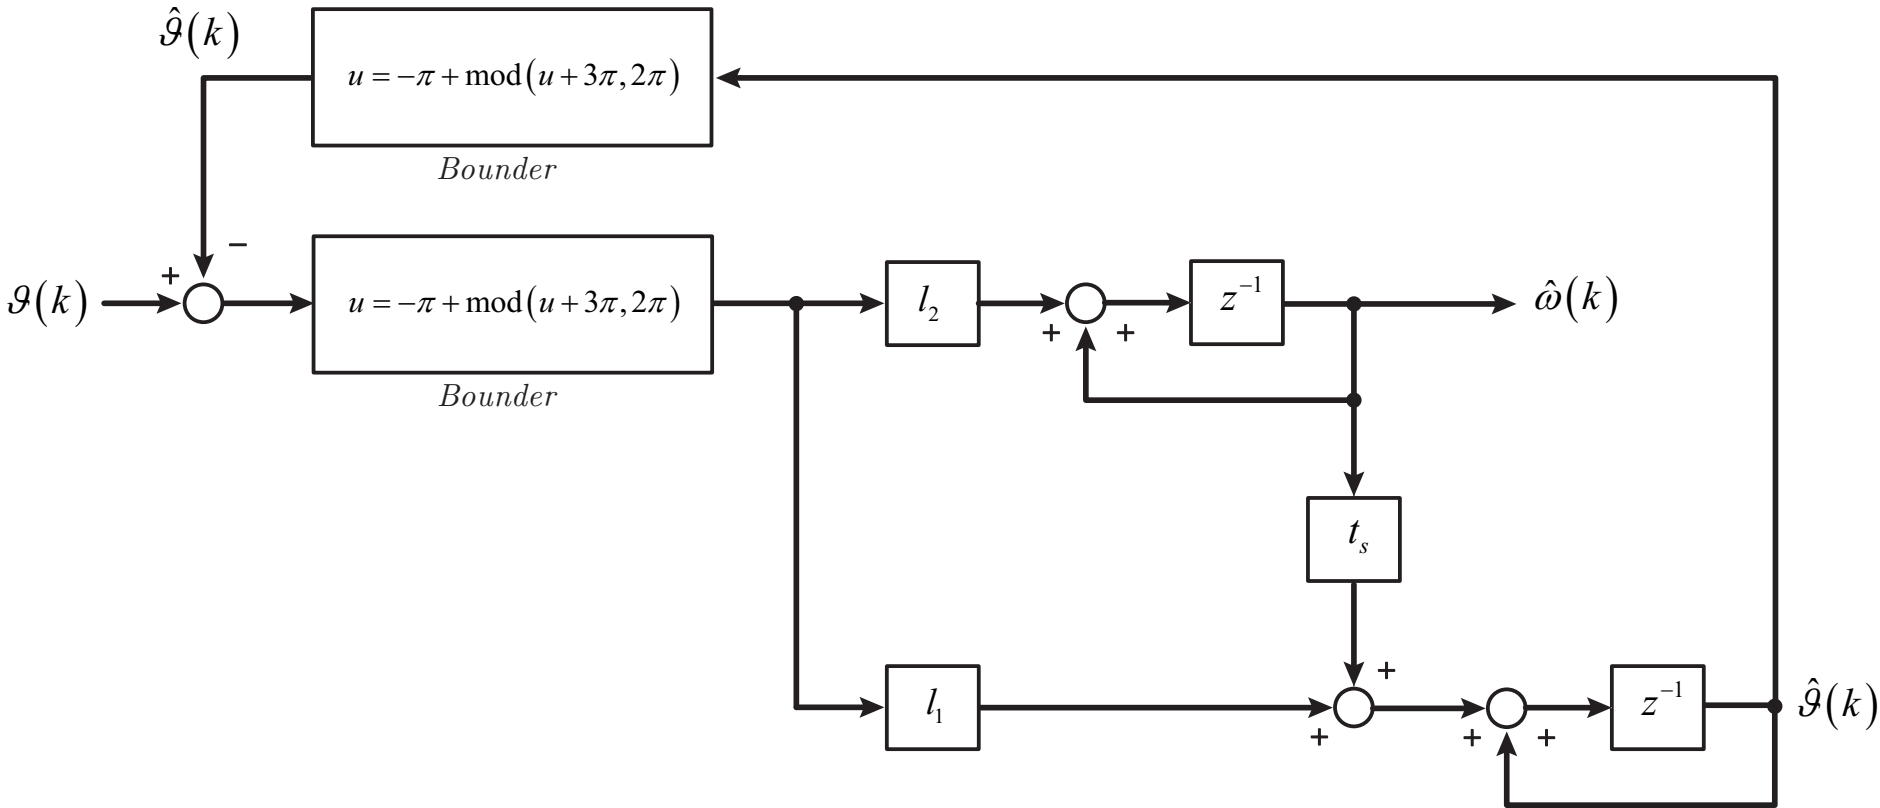 ϑ̂(k)
u = −π + mod(u + 3π, 2π)
Bounder
−
+
ϑ(k)
u = −π + mod(u + 3π, 2π)
Bounder
l₂
+
+
z⁻¹
ω̂(k)
tₛ
+
l₁
+
+
+
z⁻¹
ϑ̂(k)